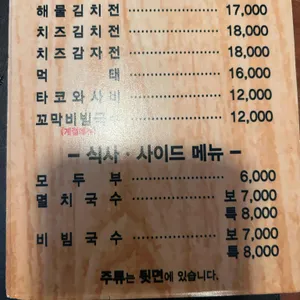 해물김치전 17,000
치즈김치전 18,000
치즈감자전 18,000
먹태 16,000
타코와사비 12,000
꼬막비빔국수 12,000
(계절메뉴)
- 식사 · 사이드 메뉴 -
모두부 6,000
멸치국수 보 7,000
특 8,000
비빔국수 보 7,000
특 8,000
주류는 뒷면에 있습니다.